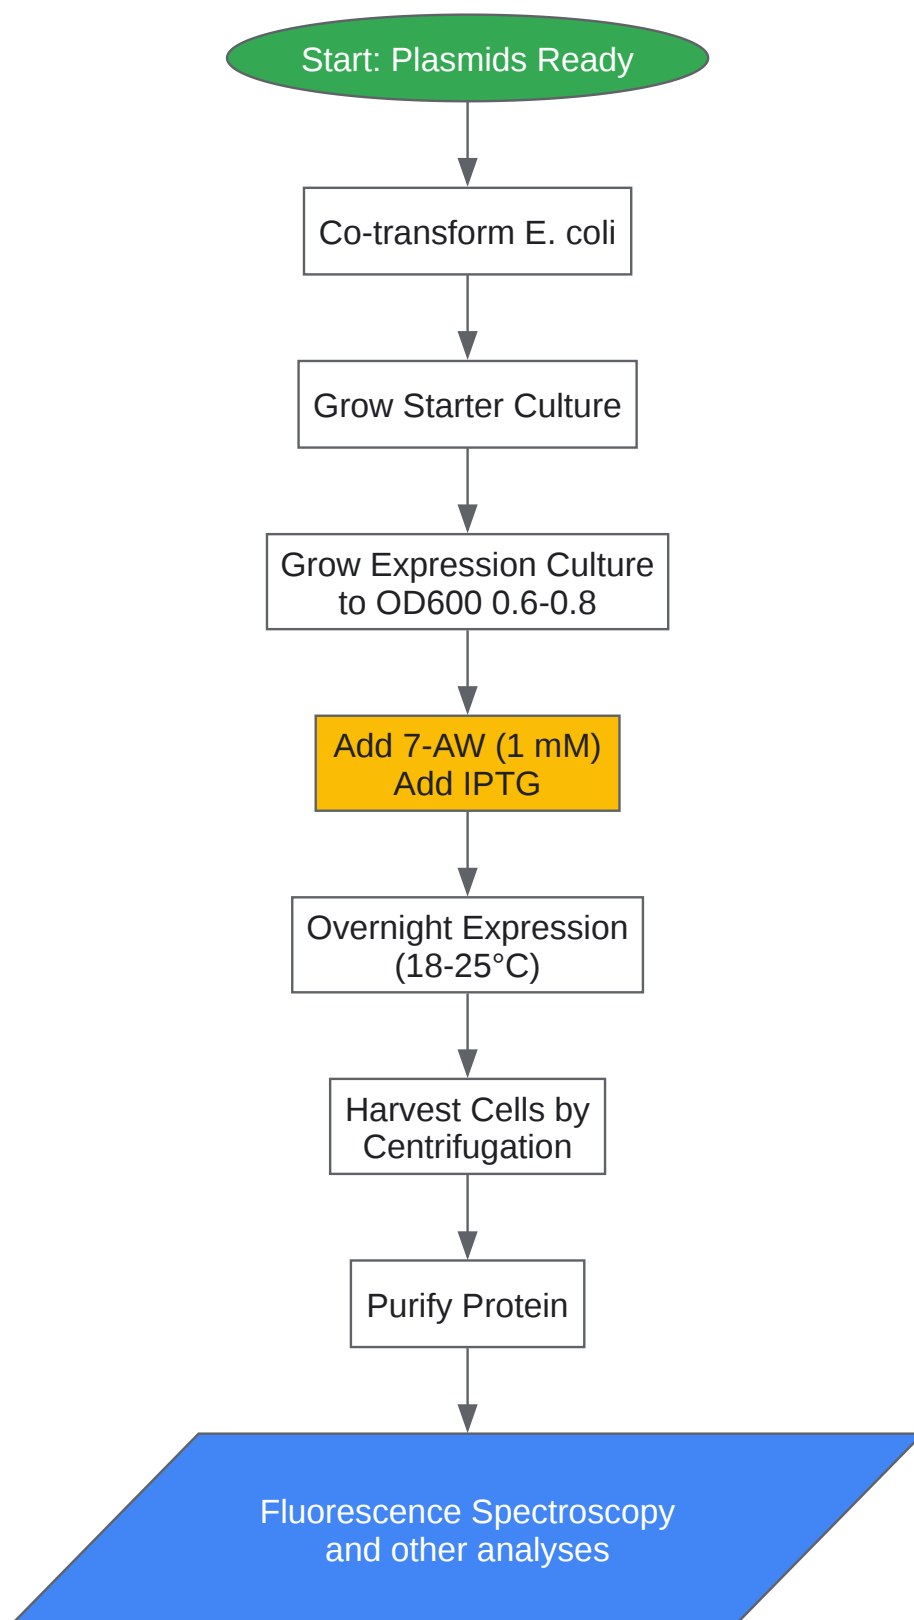 Start: Plasmids Ready
Co-transform E. coli
Grow Starter Culture
Grow Expression Culture
to OD600 0.6-0.8
Add 7-AW (1 mM)
Add IPTG
Overnight Expression
(18-25°C)
Harvest Cells by
Centrifugation
Purify Protein
Fluorescence Spectroscopy
and other analyses